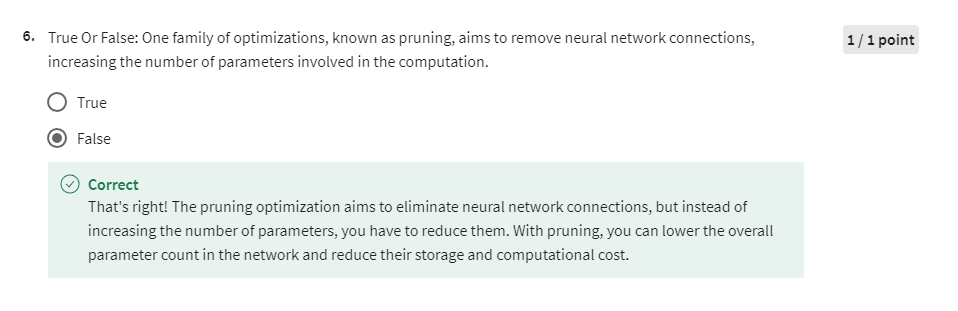 6. True Or False: One family of optimizations, known as pruning, aims to remove neural network connections, 1 / 1 point
increasing the number of parameters involved in the computation.
True
False
Correct
That's right! The pruning optimization aims to eliminate neural network connections, but instead of
increasing the number of parameters, you have to reduce them. With pruning, you can lower the overall
parameter count in the network and reduce their storage and computational cost.